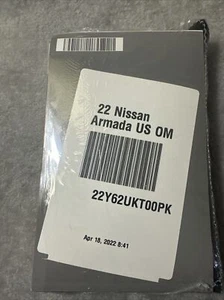 22 Nissan
Armada US OM
22Y62UKT00PK
Apr 18, 2022 8:41